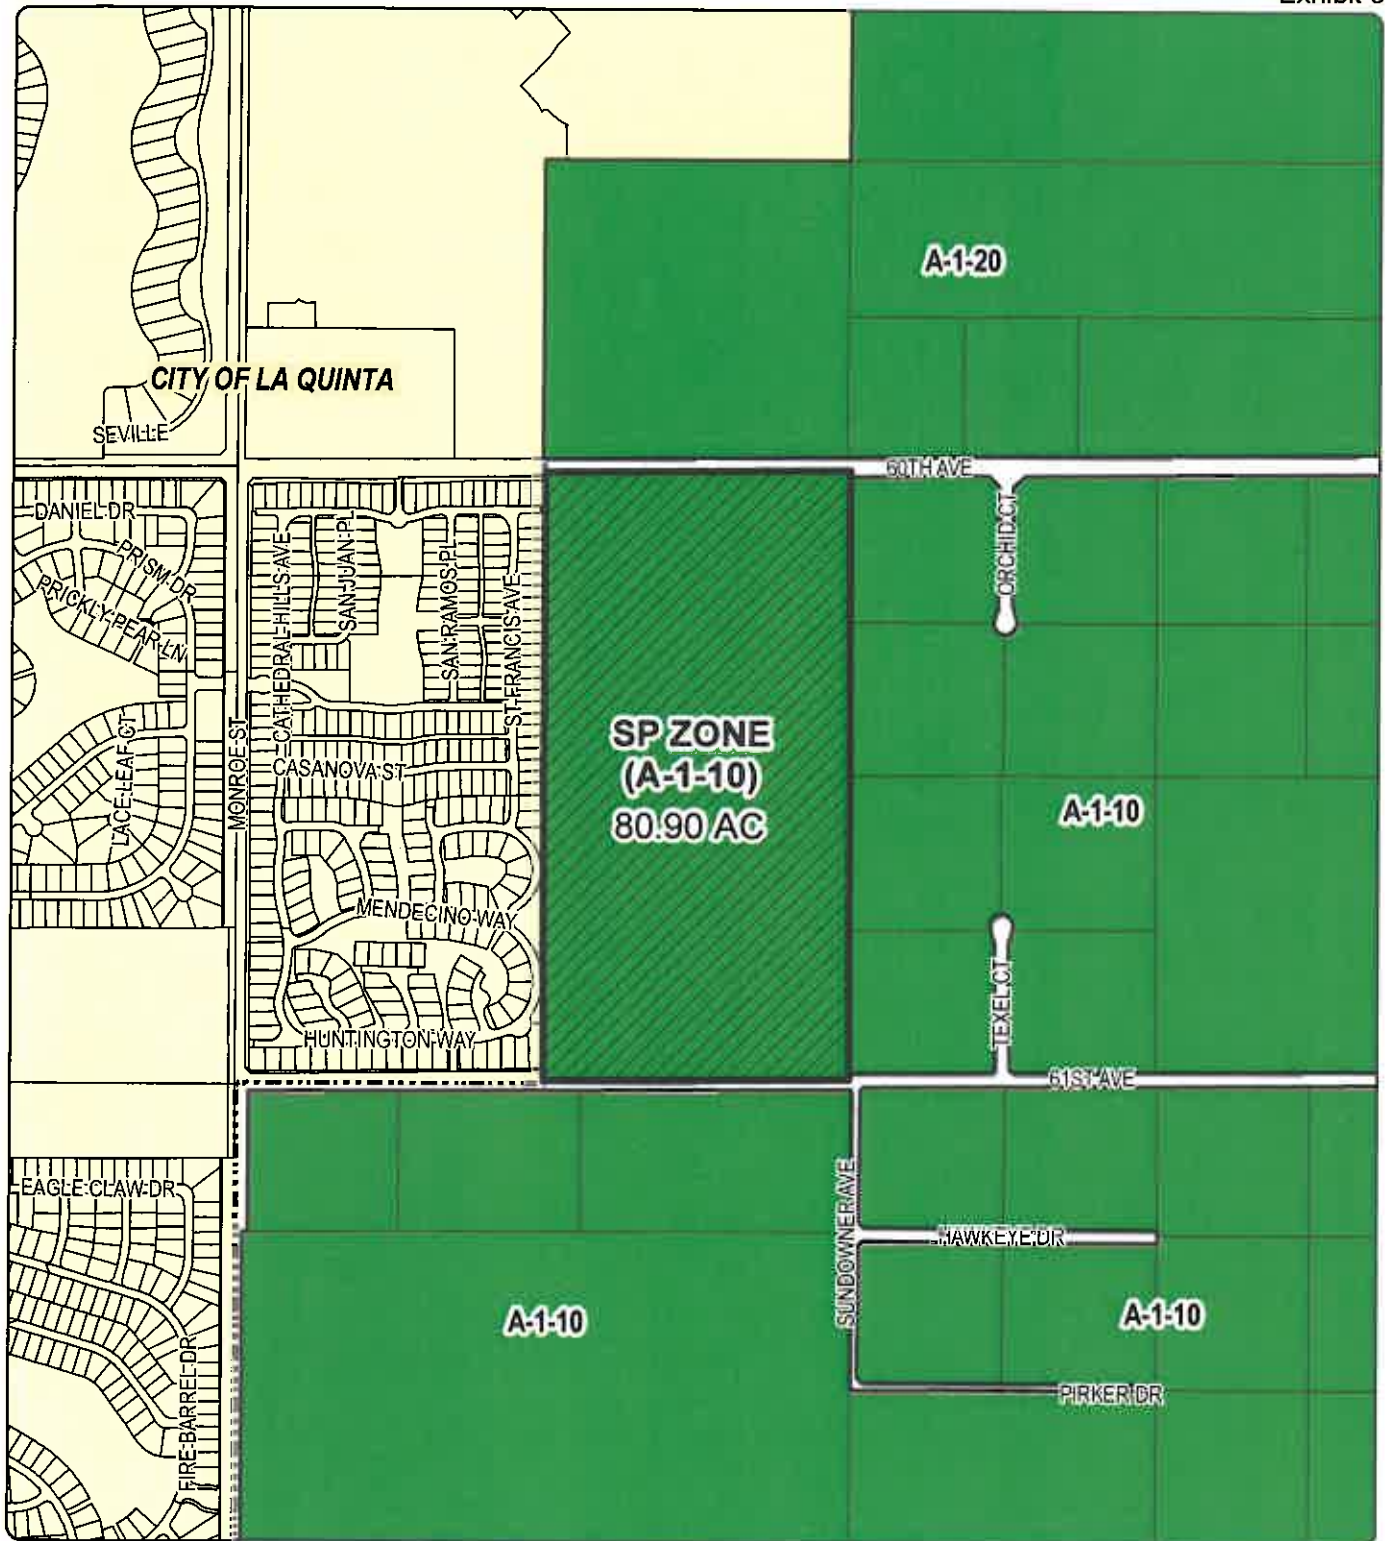 A-1-20
CITY OF LA QUINTA
SEVILLE
60TH AVE
DANIEL DR
PRISM DR
PRICKLY PEAR LN
CATHEDRAL HILLS AVE
SAN JUAN PL
SAN RAMOS PL
ST FRANCIS AVE
ORCHID CT
MONROE ST
LACE LEAF CT
CASANOVA ST
SP ZONE
(A-1-10)
80.90 AC
A-1-10
MENDECINO WAY
TEXEL CT
HUNTINGTON WAY
61ST AVE
EAGLE CLAW DR
SUNDOWNER AVE
HAWKEYE DR
A-1-10
A-1-10
FIRE BARREL DR
PIRKER DR